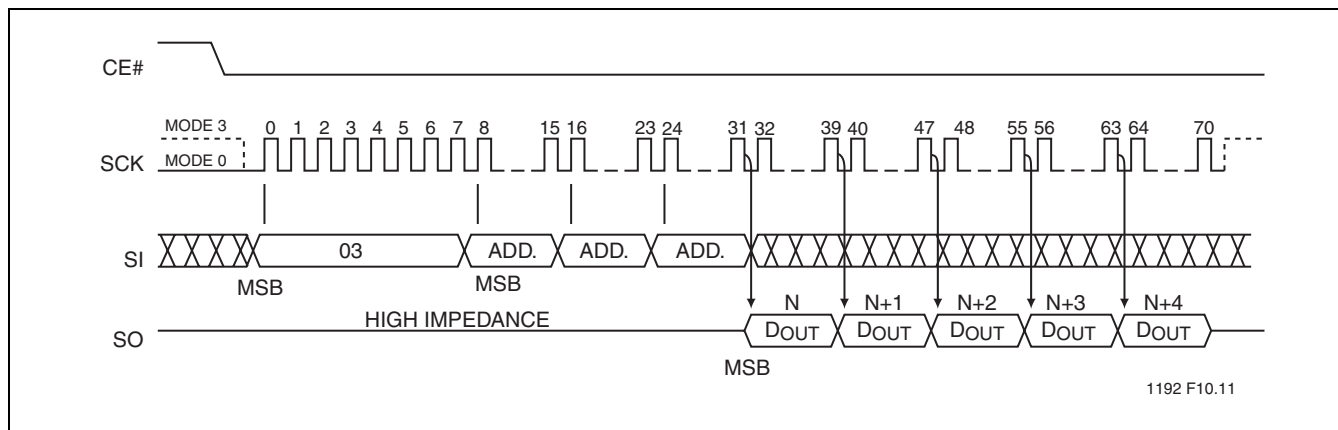 CE#
MODE 3
0 1 2 3 4 5 6 7 8 15 16 23 24 31 32 39 40 47 48 55 56 63 64 70
SCK
MODE 0
SI
03 ADD. ADD. ADD.
MSB MSB
HIGH IMPEDANCE
N N+1 N+2 N+3 N+4
SO
DOUT DOUT DOUT DOUT DOUT
MSB
1192 F10.11